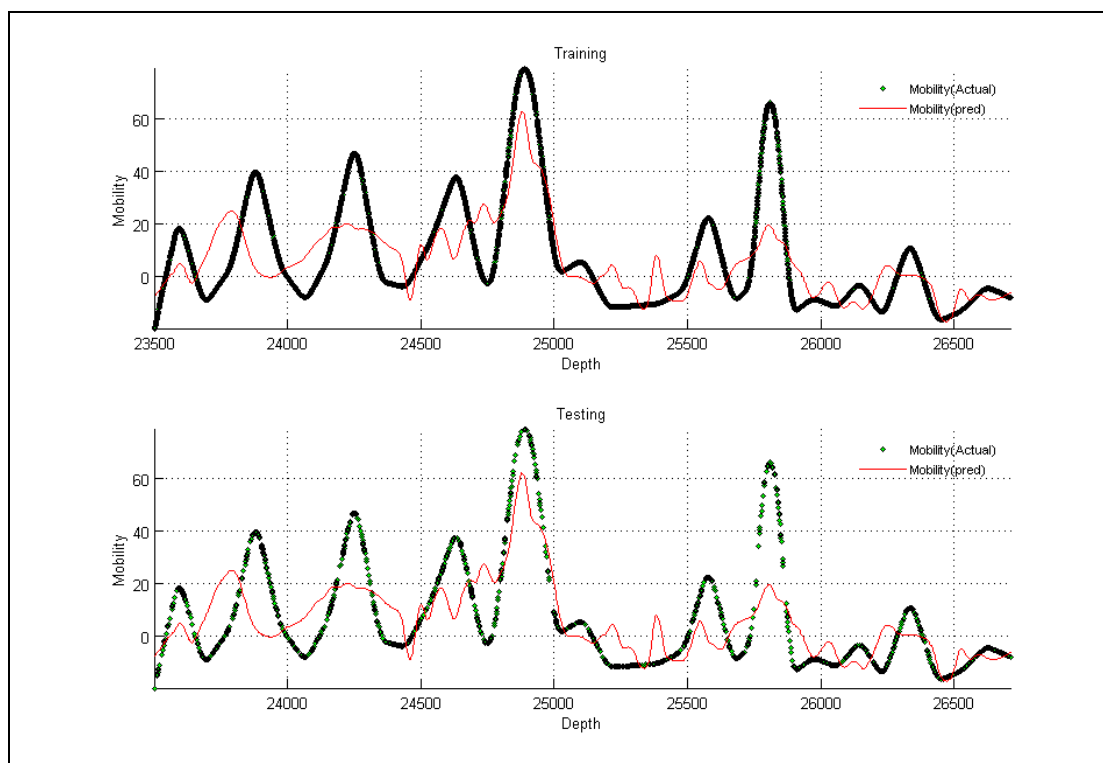 Training
Mobility(Actual)
Mobility(pred)
60
40
20
0
Mobility
23500 24000 24500 25000 25500 26000 26500
Depth
Testing
Mobility(Actual)
Mobility(pred)
60
40
20
0
Mobility
24000 24500 25000 25500 26000 26500
Depth